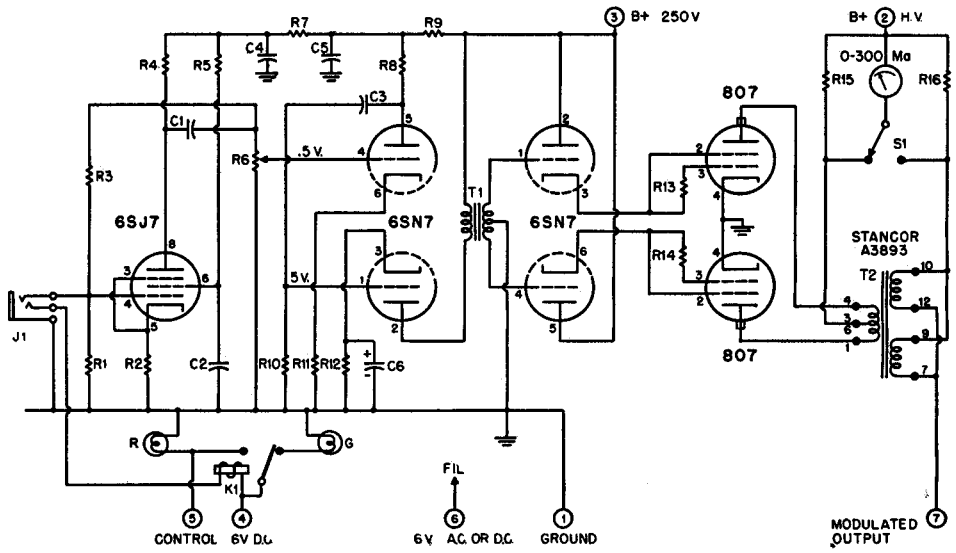 3 B+ 250V B+ 2 H.V.
R7 R9
R4 R5 C4 C5 R8 0-300 Ma
R15 R16
807
C3
C1 5 2
R6 .5V. 4 1 2 S1
3
R3 6 3 R13 4
T1
6SJ7 6SN7 6SN7 STANCOR
A3893
8 3 6 R14 4 T2 10
3 6 5V. 1 4 3 4 12
4 2 3
5 2 5 6 9
J1 807 1
R1 R2 C2 R10 R11 R12 + - C6 7
R G
K1 FIL
5 4 6 1 7
CONTROL 6V D.C. 6V. A.C. OR D.C. GROUND MODULATED
OUTPUT